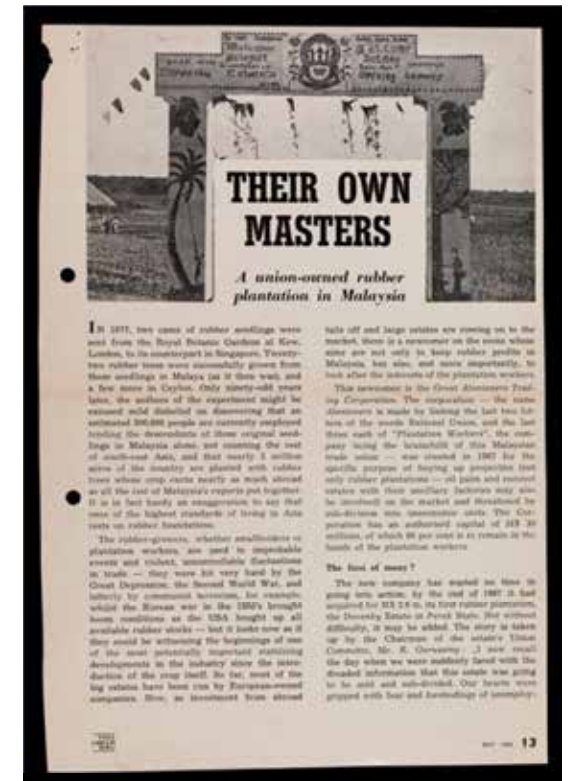 Welcome
THEIR OWN
MASTERS
A union-owned rubber
plantation in Malaysia
IN 1877, two cases of rubber seedlings were
sent from the Royal Botanic Gardens at Kew,
London, to its counterpart in Singapore. Twenty-
two rubber trees were successfully grown from
these seedlings in Malaya (as it then was), and
a few more in Ceylon. Only ninety-odd years
later, the authors of the experiment might be
excused mild disbelief on discovering that an
estimated people are currently employed
tending the descendants of those original seed-
lings in Malaysia alone, not counting the rest
of south-east Asia, and that nearly million
acres of the country are planted with rubber
trees whose crop earns nearly as much abroad
as all the rest of Malaysia's exports put together.
It is in fact hardly an exaggeration to say that
one of the highest standards of living in Asia
rests on rubber foundations.
The rubber-growers, whether smallholders or
plantation workers, are used to improbable
events and violent, uncontrollable fluctuations
in trade — they were hit very hard by the
Great Depression, the Second World War, and
latterly by communist terrorism, for example,
whilst the Korean war in the 1950's brought
boom conditions as the USA bought up all
available rubber stocks — but it looks now as if
they could be witnessing the beginnings of one
of the most potentially important stabilising
developments in the industry since the intro-
duction of the crop itself. So far, most of the
big estates have been run by European-owned
companies. Now, as investment from abroad
tails off and large estates are coming on to the
market, there is a newcomer on the scene whose
aims are not only to keep rubber profits in
Malaysia, but also, and more importantly, to
look after the interests of the plantation workers.
This newcomer is the Great Alonioners Trad-
ing Corporation. The corporation — the name
Alonioners is made by linking the last two let-
ters of the words National Union, and the last
three each of "Plantation Workers", the com-
pany being the brainchild of this Malaysian
trade union — was created in 1967 for the
specific purpose of buying up properties (not
only rubber plantations — oil palm and coconut
estates with their ancillary factories may also
be involved) on the market and threatened by
sub-division into uneconomic units. The Cor-
poration has an authorised capital of
millions, of which per cent is to remain in the
hands of the plantation workers.
The first of many?
The new company has wasted no time in
going into action; by the end of 1967 it had
acquired for its first rubber plantation,
the Estate in Perak State. Not without
difficulty, it may be added. The story is taken
up by the Chairman of the estate's Union
Committee, Mr. I now recall
the day when we were suddenly faced with the
dreaded information that this estate was going
to be sold and sub-divided. Our hearts were
gripped with fear and forebodings of unemploy-
13